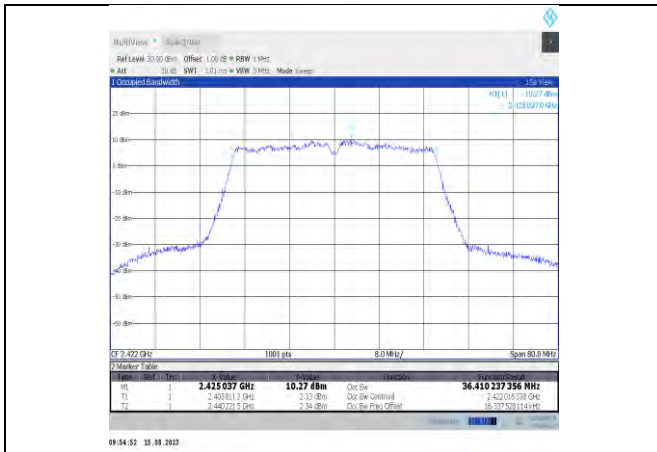 MultiView Spectrum
Ref Level 30.00 dBm Offset 1.00 dB RBW 1 MHz
Att 30 dB SWT 1.01 ms VBW 3 MHz Mode Sweep
1 Occupied Bandwidth
M1[1] 10.27 dBm
2.425 0370 GHz
20 dBm
10 dBm
0 dBm
-10 dBm
-20 dBm
-30 dBm
-40 dBm
-50 dBm
-60 dBm
CF 2.422 GHz 1001 pts 8.0 MHz/ Span 80.0 MHz
2 Marker Table
Type Ref Trc X-Value Y-Value Function Function Result
M1 1 2.425 037 GHz 10.27 dBm Occ Bw 36.410 237 356 MHz
T1 1 2.403 811 2 GHz 2.33 dBm Occ Bw Centroid 2.422 016 338 GHz
T2 1 2.440 221 5 GHz 2.34 dBm Occ Bw Freq Offset 16.337 528 114 kHz
09:54:52 15.08.2023